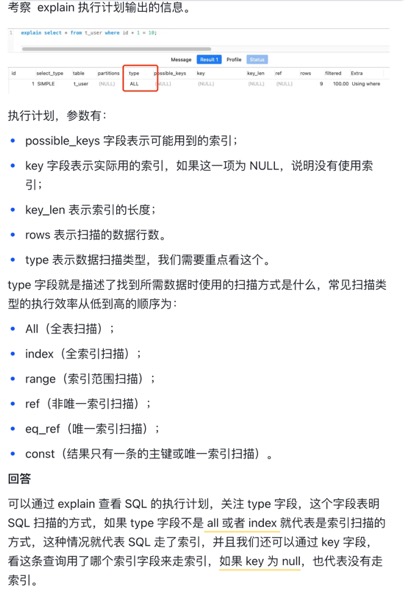 考察 explain 执行计划输出的信息。
1 explain select * from t_user where id + 1 = 10;
Message Result 1 Profile Status
id select_type table partitions type possible_keys key key_len ref rows filtered Extra
1 SIMPLE t_user (NULL) ALL (NULL) (NULL) (NULL) (NULL) 9 100.00 Using where
执行计划，参数有：
• possible_keys 字段表示可能用到的索引；
• key 字段表示实际用的索引，如果这一项为 NULL，说明没有使用索
引；
• key_len 表示索引的长度；
• rows 表示扫描的数据行数。
• type 表示数据扫描类型，我们需要重点看这个。
type 字段就是描述了找到所需数据时使用的扫描方式是什么，常见扫描类
型的执行效率从低到高的顺序为：
• All（全表扫描）；
• index（全索引扫描）；
• range（索引范围扫描）；
• ref（非唯一索引扫描）；
• eq_ref（唯一索引扫描）；
• const（结果只有一条的主键或唯一索引扫描）。
回答
可以通过 explain 查看 SQL 的执行计划，关注 type 字段，这个字段表明
SQL 扫描的方式，如果 type 字段不是 all 或者 index 就代表是索引扫描的
方式，这种情况就代表 SQL 走了索引，并且我们还可以通过 key 字段，
看这条查询用了哪个索引字段来走索引，如果 key 为 null，也代表没有走
索引。